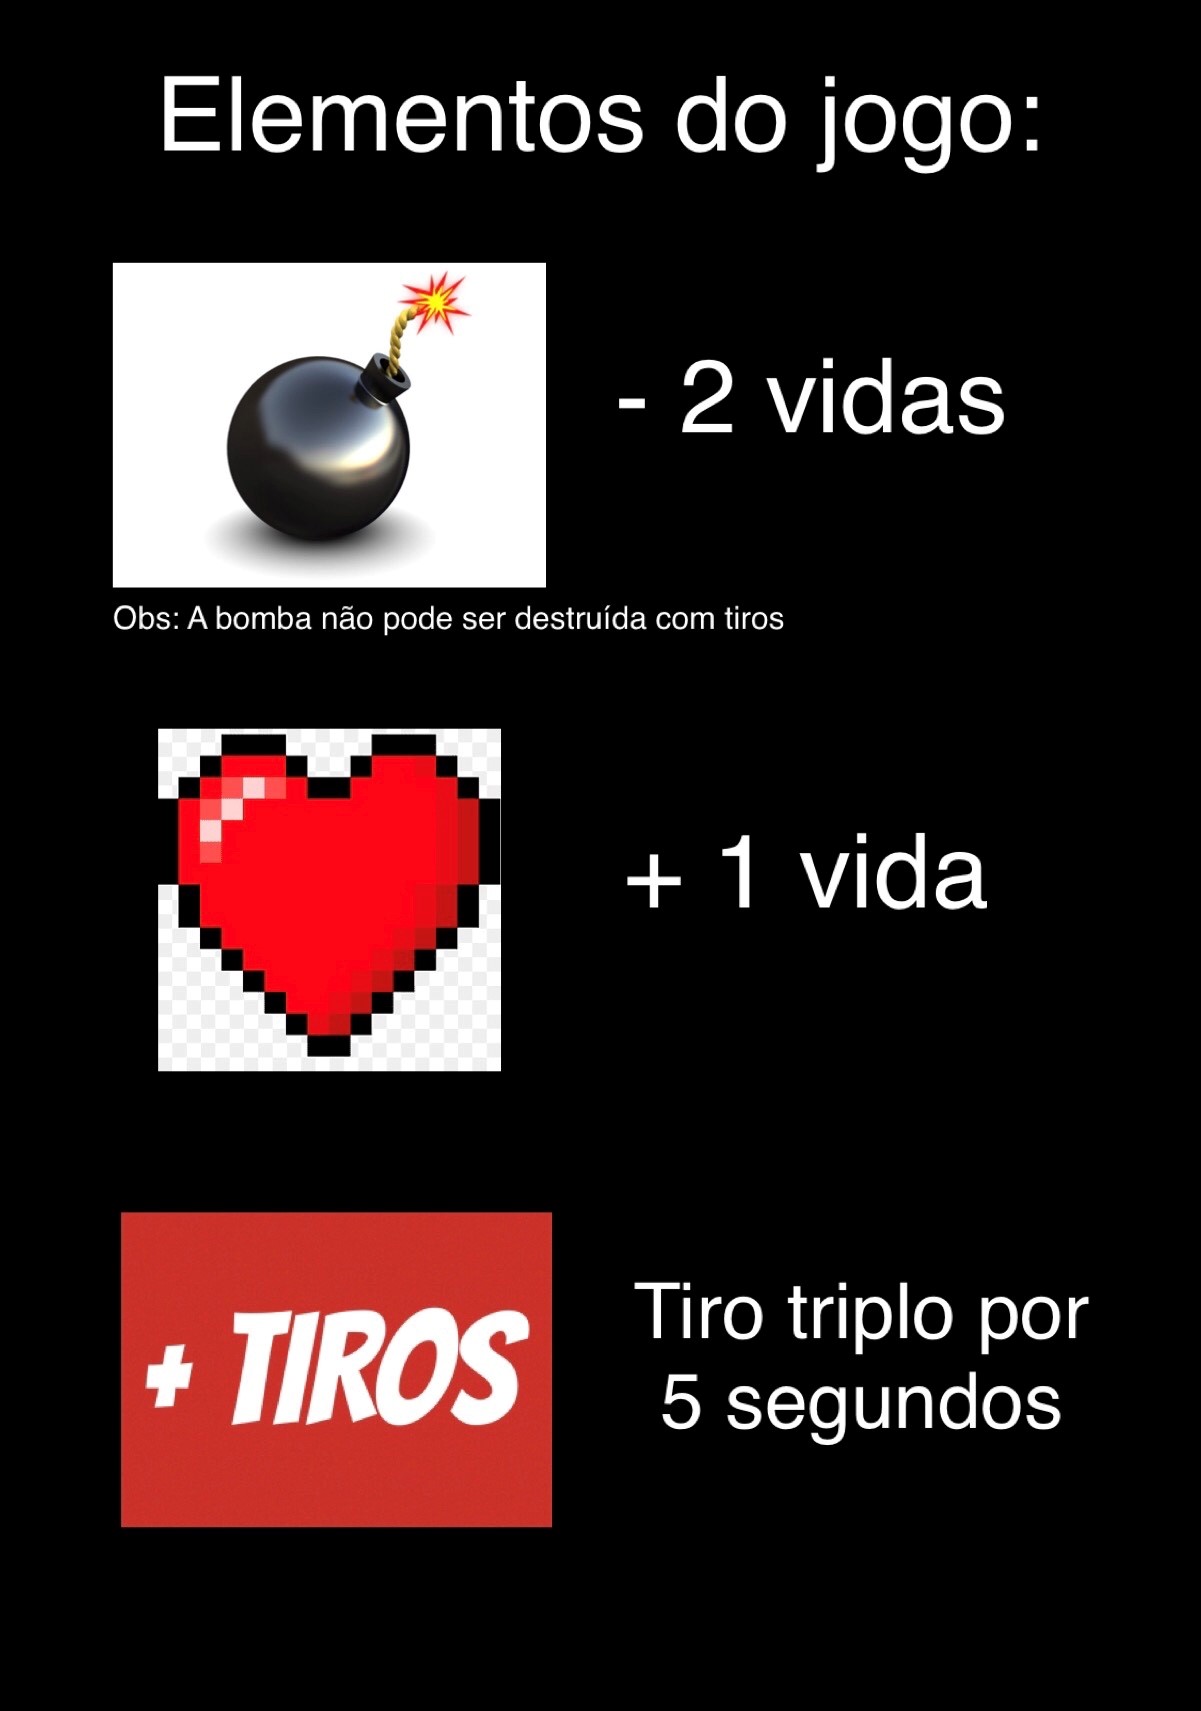 Elementos do jogo:
- 2 vidas
Obs: A bomba não pode ser destruída com tiros
+ 1 vida
+ TIROS
Tiro triplo por
5 segundos